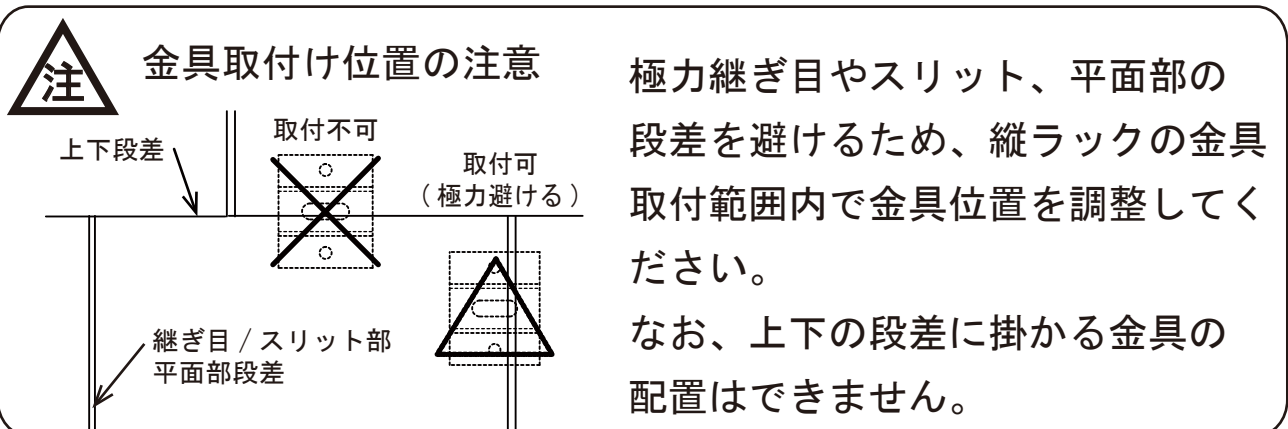 注
金具取付け位置の注意
上下段差
取付不可
取付可
（極力避ける）
継ぎ目 / スリット部
平面部段差
極力継ぎ目やスリット、平面部の
段差を避けるため、縦ラックの金具
取付範囲内で金具位置を調整してく
ださい。
なお、上下の段差に掛かる金具の
配置はできません。